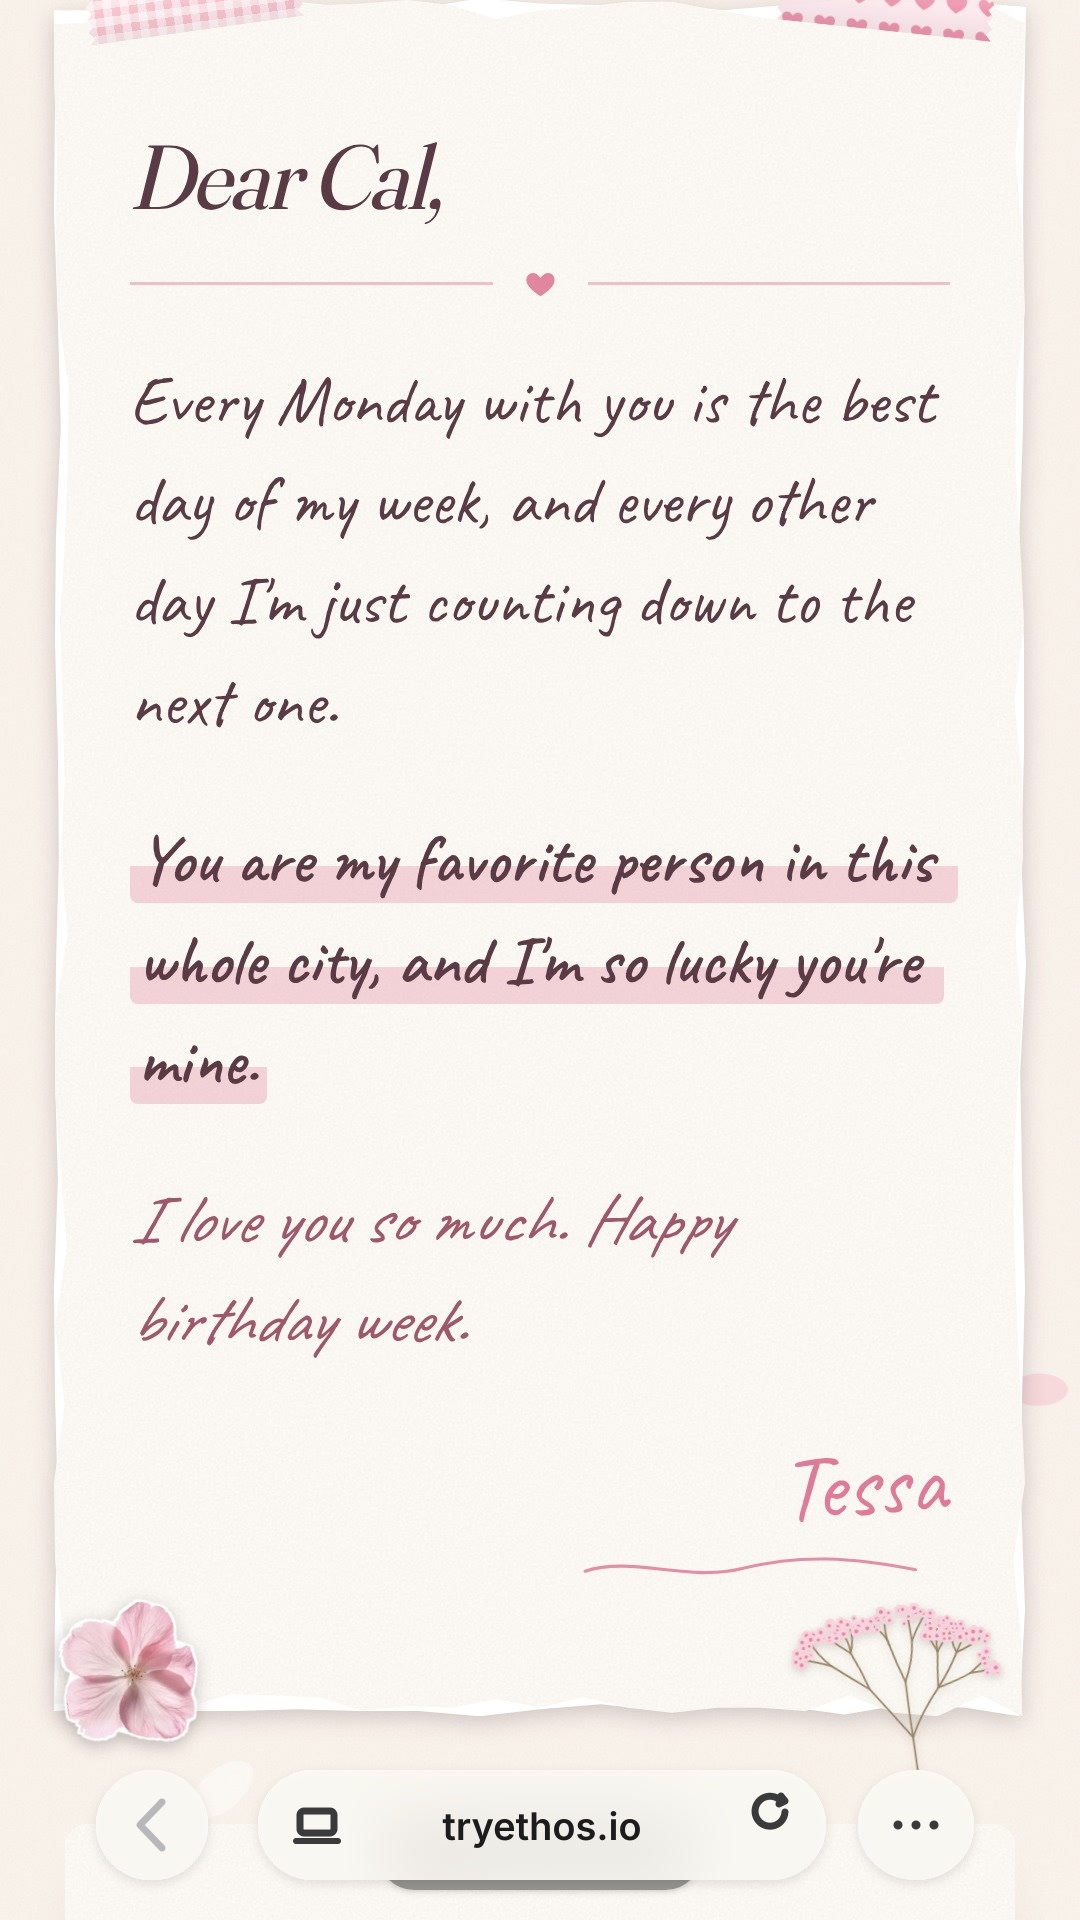 Dear Cal,
Every Monday with you is the best
day of my week, and every other
day I'm just counting down to the
next one.
You are my favorite person in this
whole city, and I'm so lucky you're
mine.
I love you so much. Happy
birthday week.
Tessa
tryethos.io